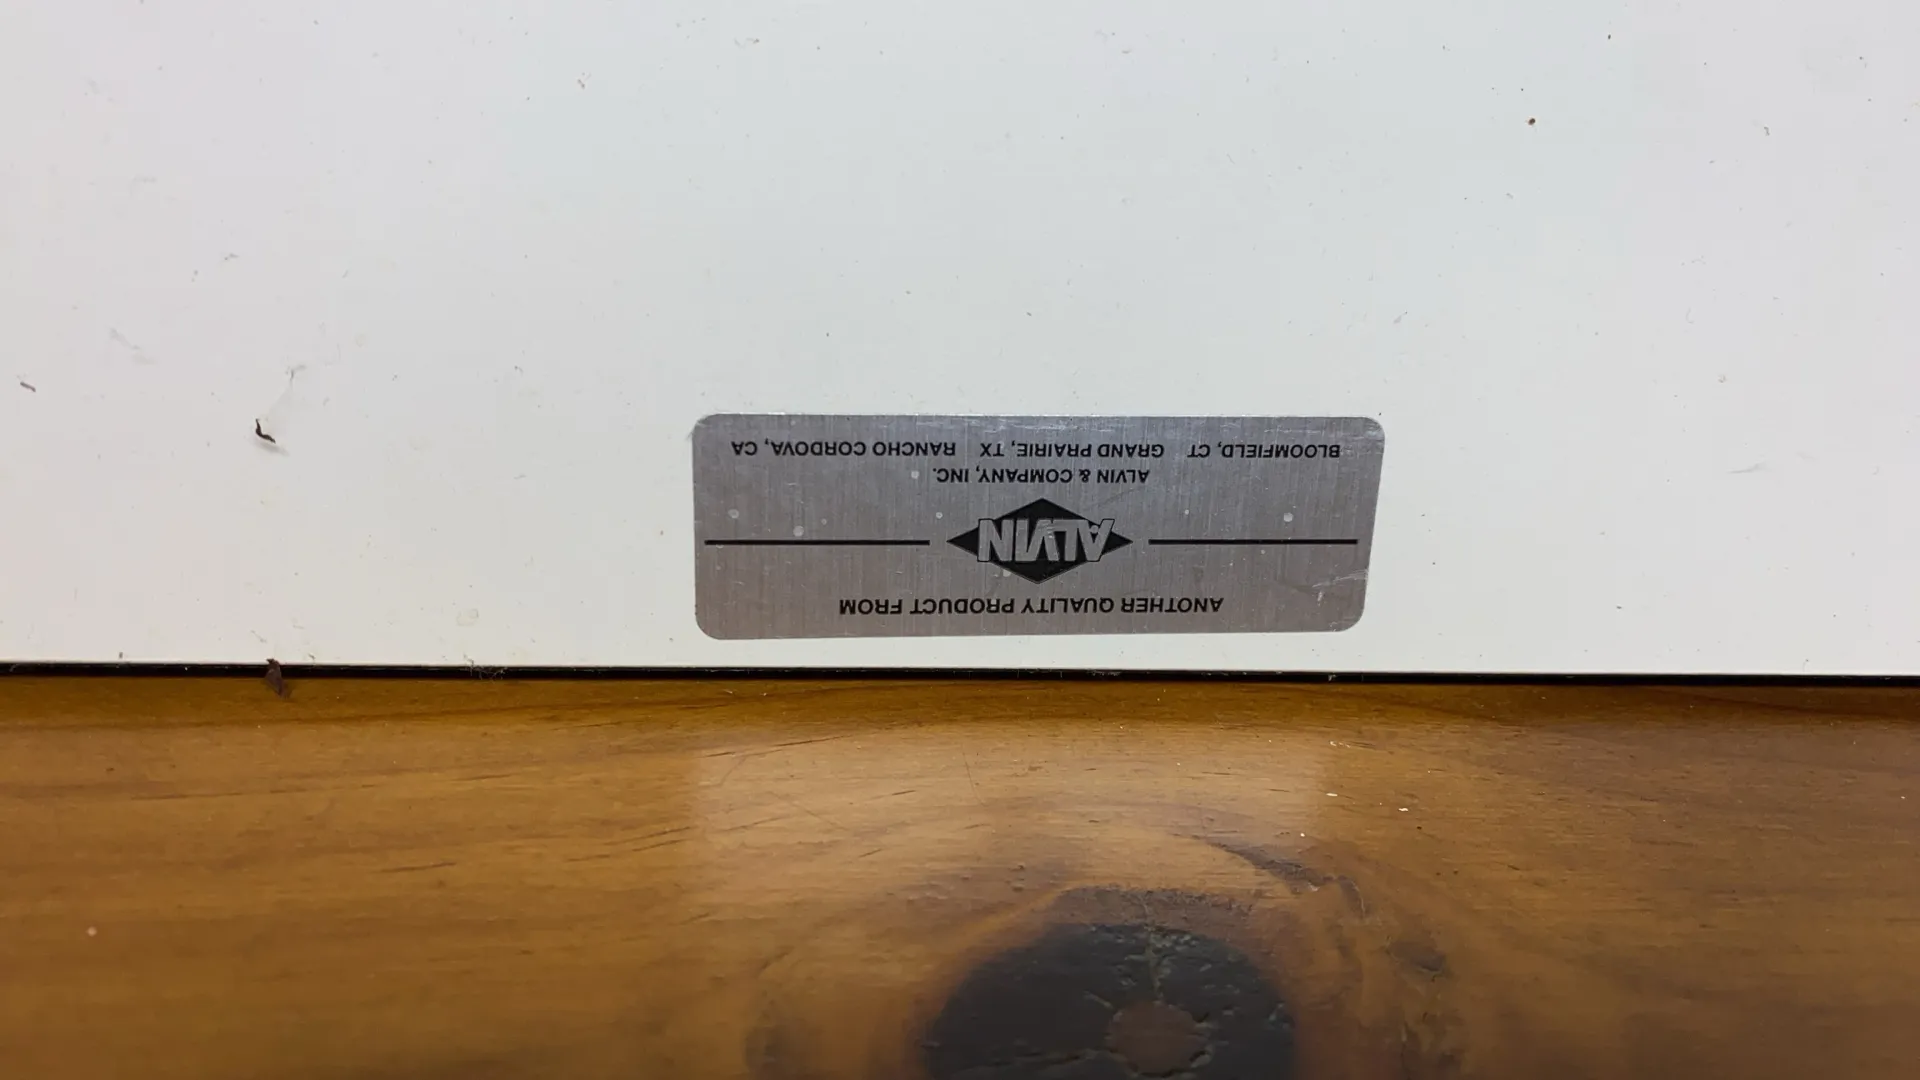 ANOTHER QUALITY PRODUCT FROM
ALVIN
ALVIN & COMPANY, INC.
BLOOMFIELD, CT GRAND PRAIRIE, TX RANCHO CORDOVA, CA